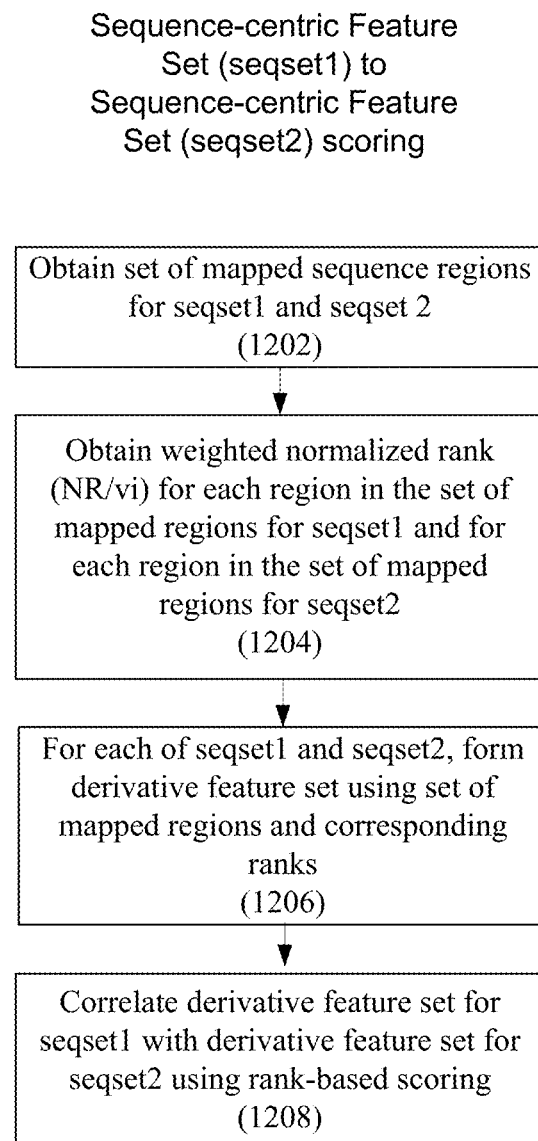 Sequence-centric Feature
Set (seqset1) to
Sequence-centric Feature
Set (seqset2) scoring
Obtain set of mapped sequence regions
for seqset1 and seqset 2
(1202)
Obtain weighted normalized rank
(NR/vi) for each region in the set of
mapped regions for seqset1 and for
each region in the set of mapped
regions for seqset2
(1204)
For each of seqset1 and seqset2, form
derivative feature set using set of
mapped regions and corresponding
ranks
(1206)
Correlate derivative feature set for
seqset1 with derivative feature set for
seqset2 using rank-based scoring
(1208)